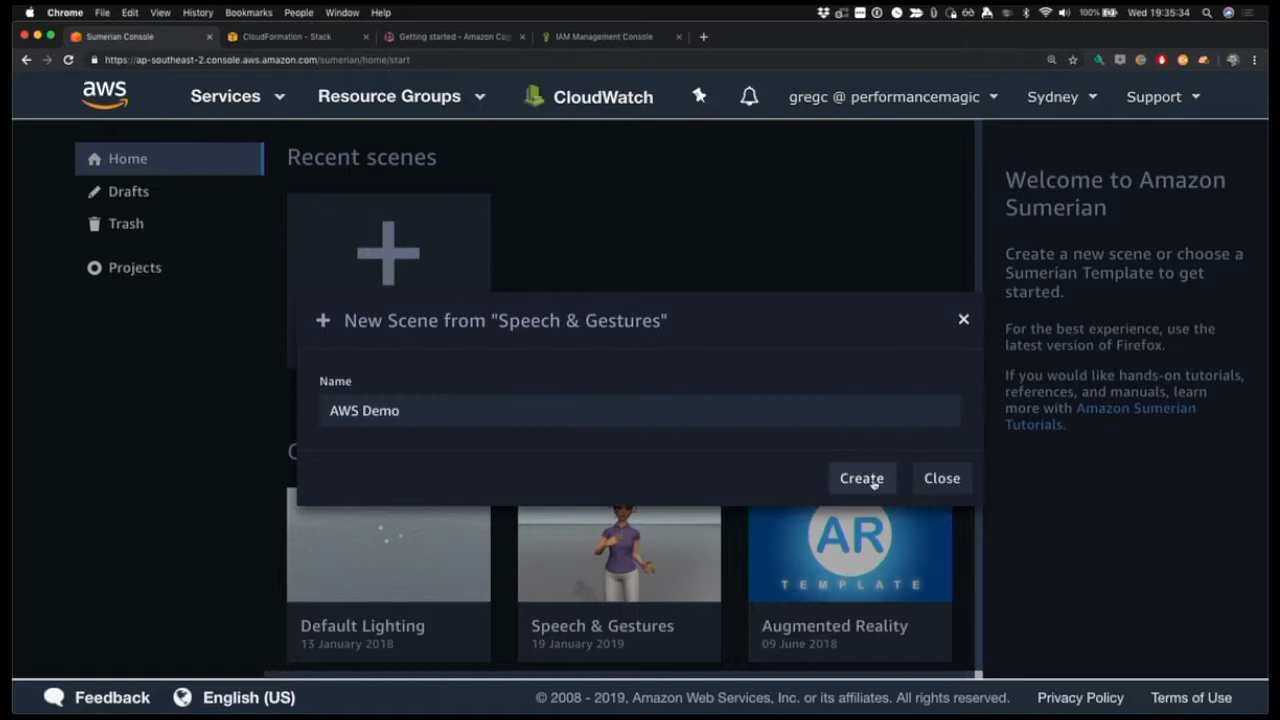 Chrome File Edit View History Bookmarks People Window Help 100% Wed 19:35:34
Sumerian Console CloudFormation - Stack Getting started - Amazon Cog IAM Management Console
https://ap-southeast-2.console.aws.amazon.com/sumerian/home/start
aws Services Resource Groups CloudWatch gregc @ performancemagic Sydney Support
Home
Drafts
Trash
Projects
Recent scenes
Welcome to Amazon
Sumerian
Create a new scene or choose a
Sumerian Template to get
started.
For the best experience, use the
latest version of Firefox.
If you would like hands-on tutorials,
references, and manuals, learn
more with Amazon Sumerian
Tutorials.
New Scene from "Speech & Gestures"
Name
AWS Demo
Create Close
AR
TEMPLATE
Default Lighting
13 January 2018
Speech & Gestures
19 January 2019
Augmented Reality
09 June 2018
Feedback English (US) © 2008 - 2019, Amazon Web Services, Inc. or its affiliates. All rights reserved. Privacy Policy Terms of Use